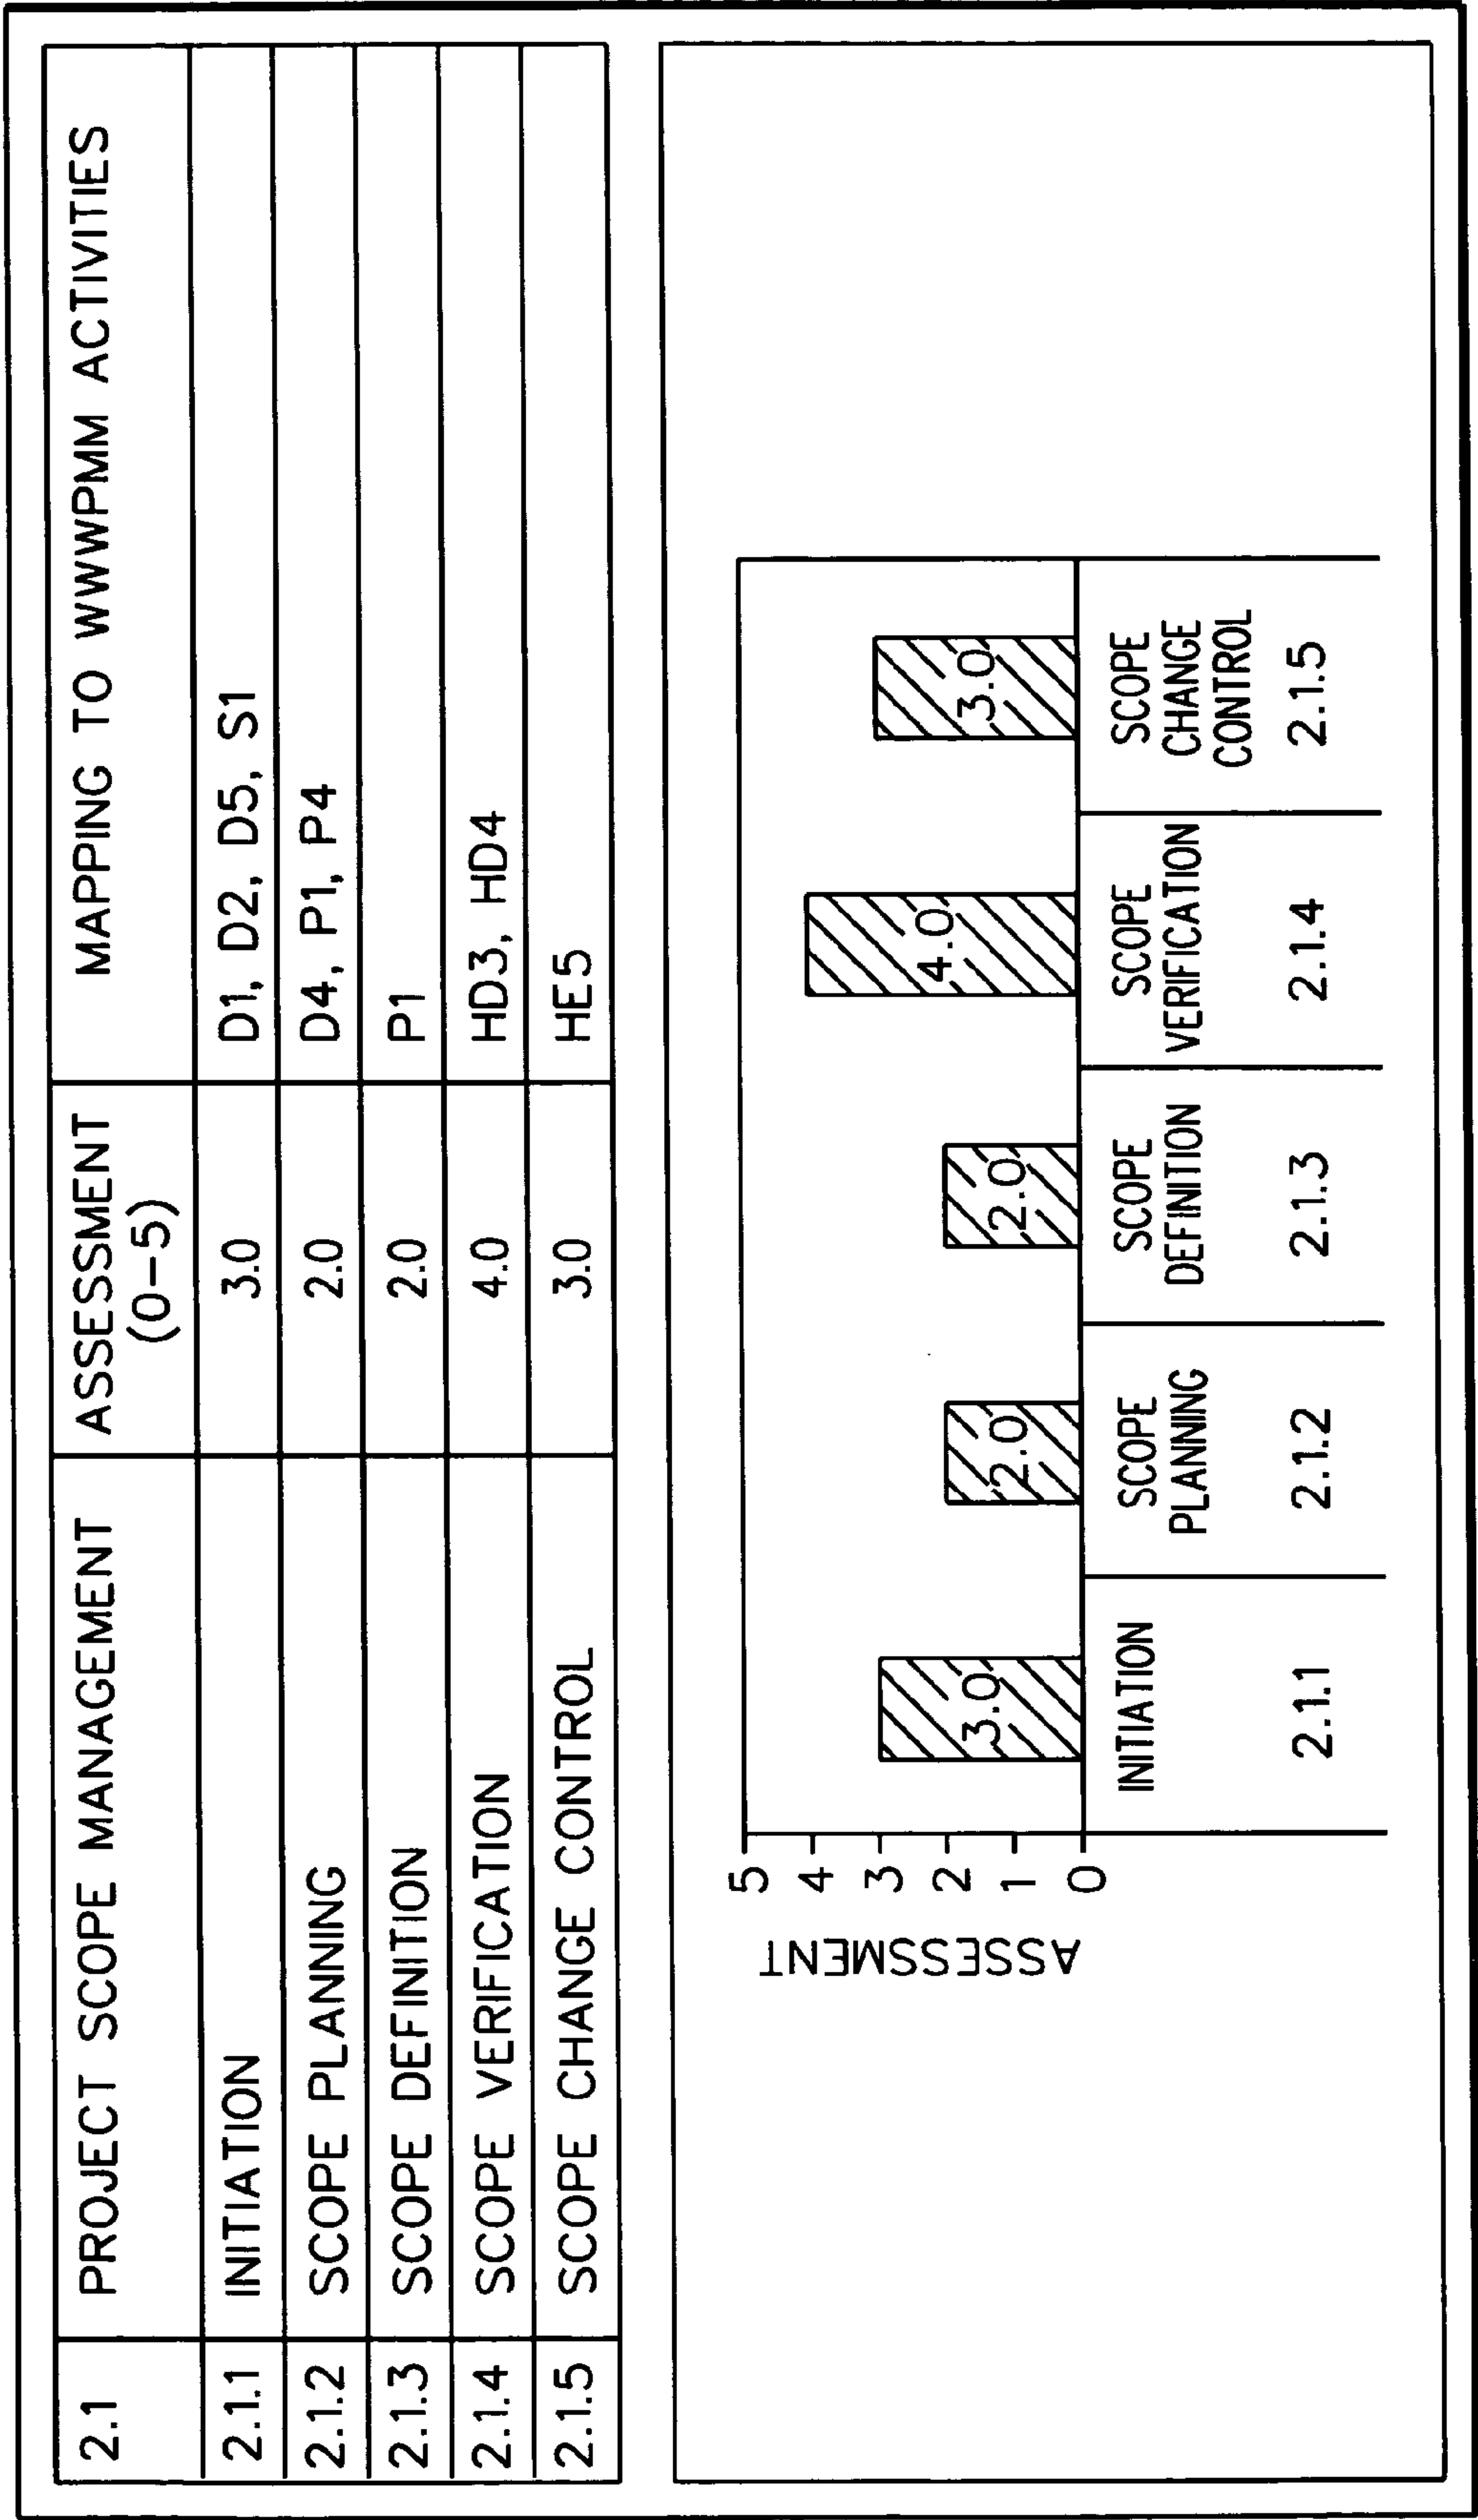 2.1 PROJECT SCOPE MANAGEMENT ASSESSMENT (0-5) MAPPING TO WWWPMM ACTIVITIES
2.1.1 INITIATION 3.0 D1, D2, D5, S1
2.1.2 SCOPE PLANNING 2.0 D4, P1, P4
2.1.3 SCOPE DEFINITION 2.0 P1
2.1.4 SCOPE VERIFICATION 4.0 HD3, HD4
2.1.5 SCOPE CHANGE CONTROL 3.0 HE5
ASSESSMENT
5
4
3
2
1
0
3.0
2.0
2.0
4.0
3.0
INITIATION
2.1.1
SCOPE
PLANNING
2.1.2
SCOPE
DEFINITION
2.1.3
SCOPE
VERIFICATION
2.1.4
SCOPE
CHANGE
CONTROL
2.1.5